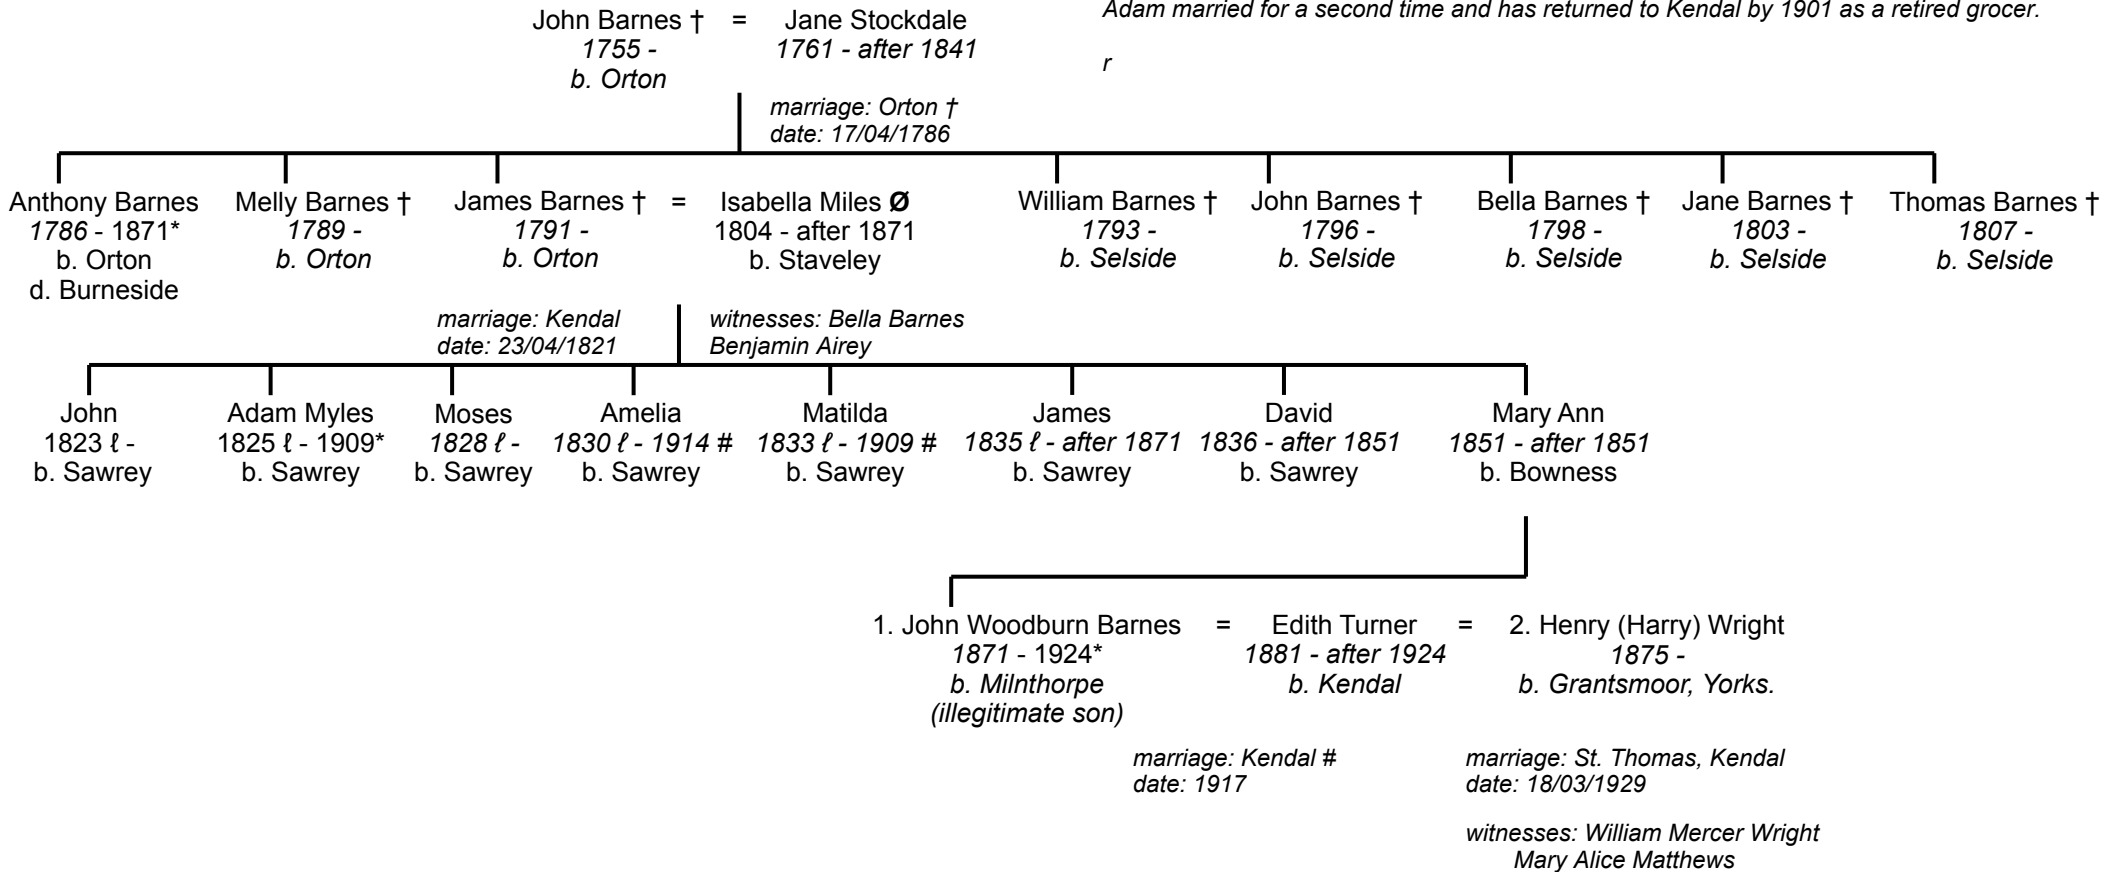 John Barnes † = Jane Stockdale
1755 - 1761 - after 1841
b. Orton
Adam married for a second time and has returned to Kendal by 1901 as a retired grocer.
r
marriage: Orton †
date: 17/04/1786
Anthony Barnes Melly Barnes † James Barnes † = Isabella Miles Ø William Barnes † John Barnes † Bella Barnes † Jane Barnes † Thomas Barnes †
1786 - 1871* 1789 - 1791 - 1804 - after 1871 1793 - 1796 - 1798 - 1803 - 1807 -
b. Orton b. Orton b. Orton b. Staveley b. Selside b. Selside b. Selside b. Selside b. Selside
d. Burneside
marriage: Kendal witnesses: Bella Barnes
date: 23/04/1821 Benjamin Airey
John Adam Myles Moses Amelia Matilda James David Mary Ann
1823 ℓ - 1825 ℓ - 1909* 1828 ℓ - 1830 ℓ - 1914 # 1833 ℓ - 1909 # 1835 ℓ - after 1871 1836 - after 1851 1851 - after 1851
b. Sawrey b. Sawrey b. Sawrey b. Sawrey b. Sawrey b. Sawrey b. Sawrey b. Bowness
1. John Woodburn Barnes = Edith Turner = 2. Henry (Harry) Wright
1871 - 1924* 1881 - after 1924 1875 -
b. Milnthorpe b. Kendal b. Grantsmoor, Yorks.
(illegitimate son)
marriage: Kendal # marriage: St. Thomas, Kendal
date: 1917 date: 18/03/1929
witnesses: William Mercer Wright
Mary Alice Matthews